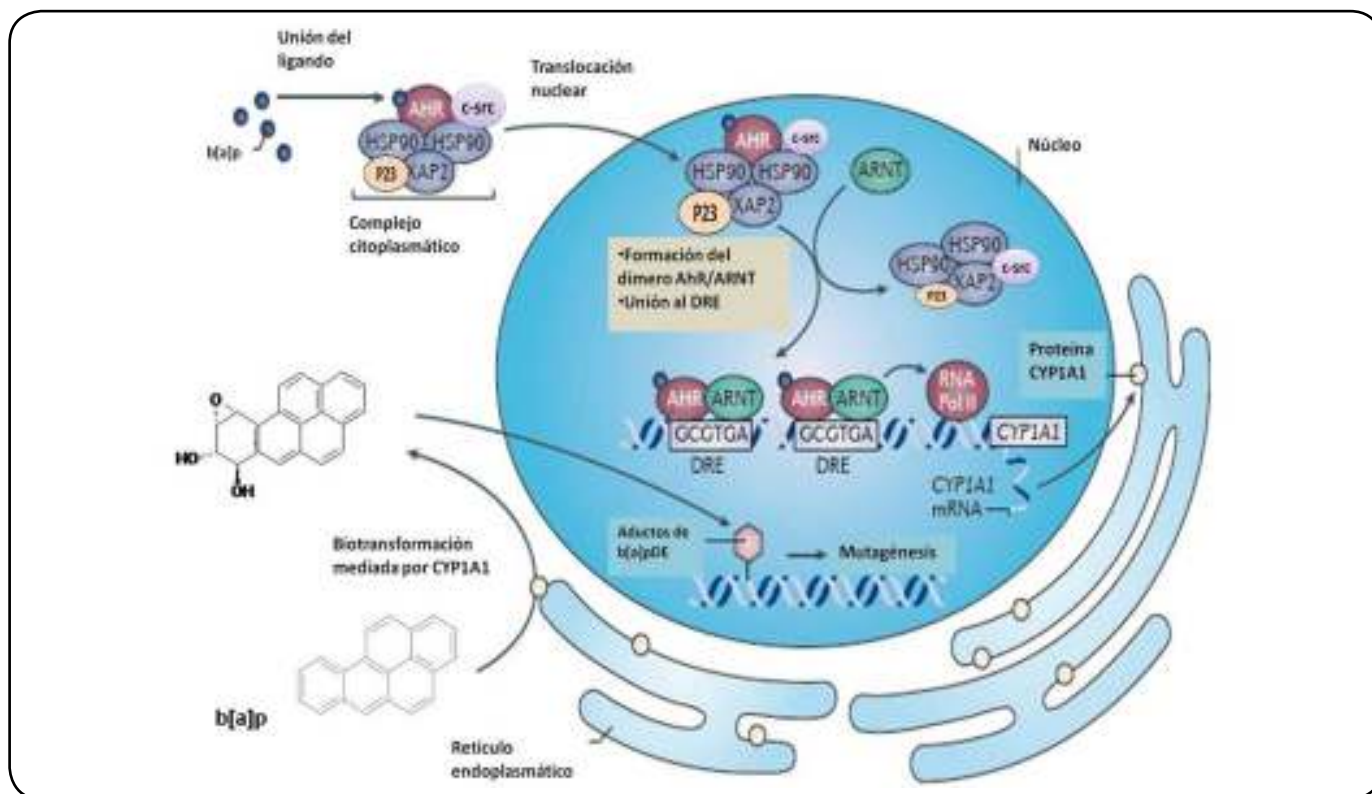 Unión del
ligando
b[a]p
AHR
c-src
HSP90
HSP90
P23
XAP2
Complejo
citoplasmático
Translocación
nuclear
AHR
c-src
HSP90
HSP90
P23
XAP2
ARNT
Núcleo
•Formación del
dimero AhR/ARNT
•Unión al DRE
HSP90
HSP90
c-src
XAP2
P23
Proteína
CYP1A1
AHR
ARNT
GCGTGA
DRE
AHR
ARNT
GCGTGA
DRE
RNA
Pol II
CYP1A1
CYP1A1
mRNA
O
HO
OH
Biotransformación
mediada por CYP1A1
Aductos de
b[a]pDE
Mutagénesis
b[a]p
Retículo
endoplasmático